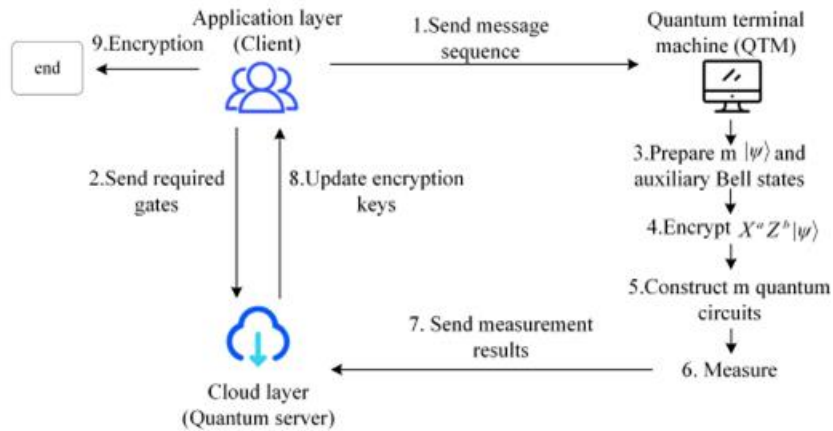 Application layer
(Client)
9.Encryption
end
1.Send message
sequence
Quantum terminal
machine (QTM)
3.Prepare m |ψ⟩ and
auxiliary Bell states
2.Send required
gates
8.Update encryption
keys
4.Encrypt XᵃZᵇ|ψ⟩
5.Construct m quantum
circuits
7. Send measurement
results
6. Measure
Cloud layer
(Quantum server)